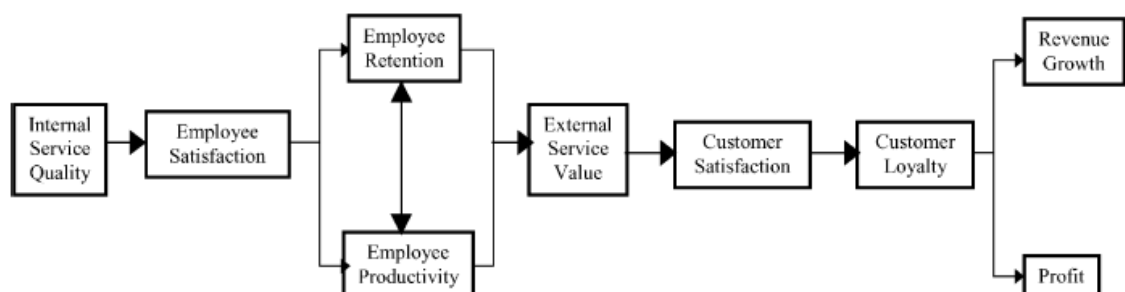 Internal
Service
Quality
Employee
Satisfaction
Employee
Retention
Employee
Productivity
External
Service
Value
Customer
Satisfaction
Customer
Loyalty
Revenue
Growth
Profit